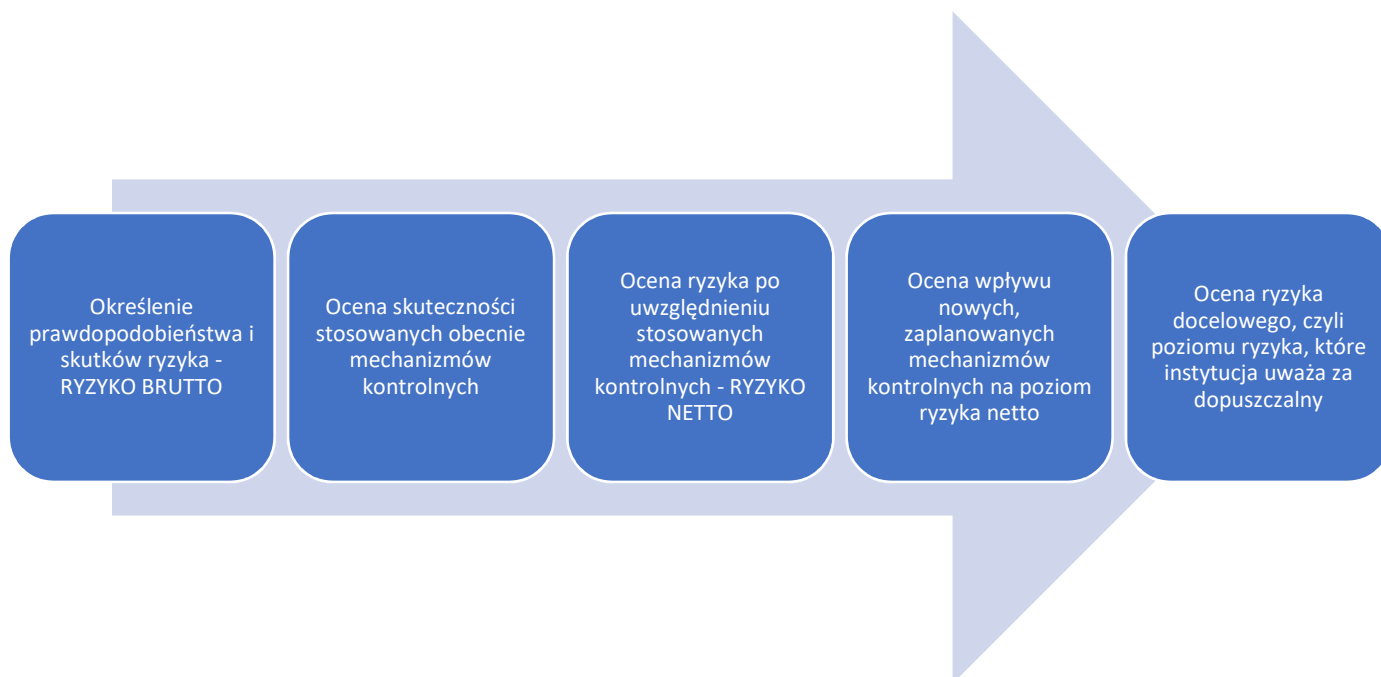 Określenie
prawdopodobieństwa i
skutków ryzyka -
RYZYKO BRUTTO
Ocena skuteczności
stosowanych obecnie
mechanizmów
kontrolnych
Ocena ryzyka po
uwzględnieniu
stosowanych
mechanizmów
kontrolnych - RYZYKO
NETTO
Ocena wpływu
nowych,
zaplanowanych
mechanizmów
kontrolnych na poziom
ryzyka netto
Ocena ryzyka
docelowego, czyli
poziomu ryzyka, które
instytucja uważa za
dopuszczalny